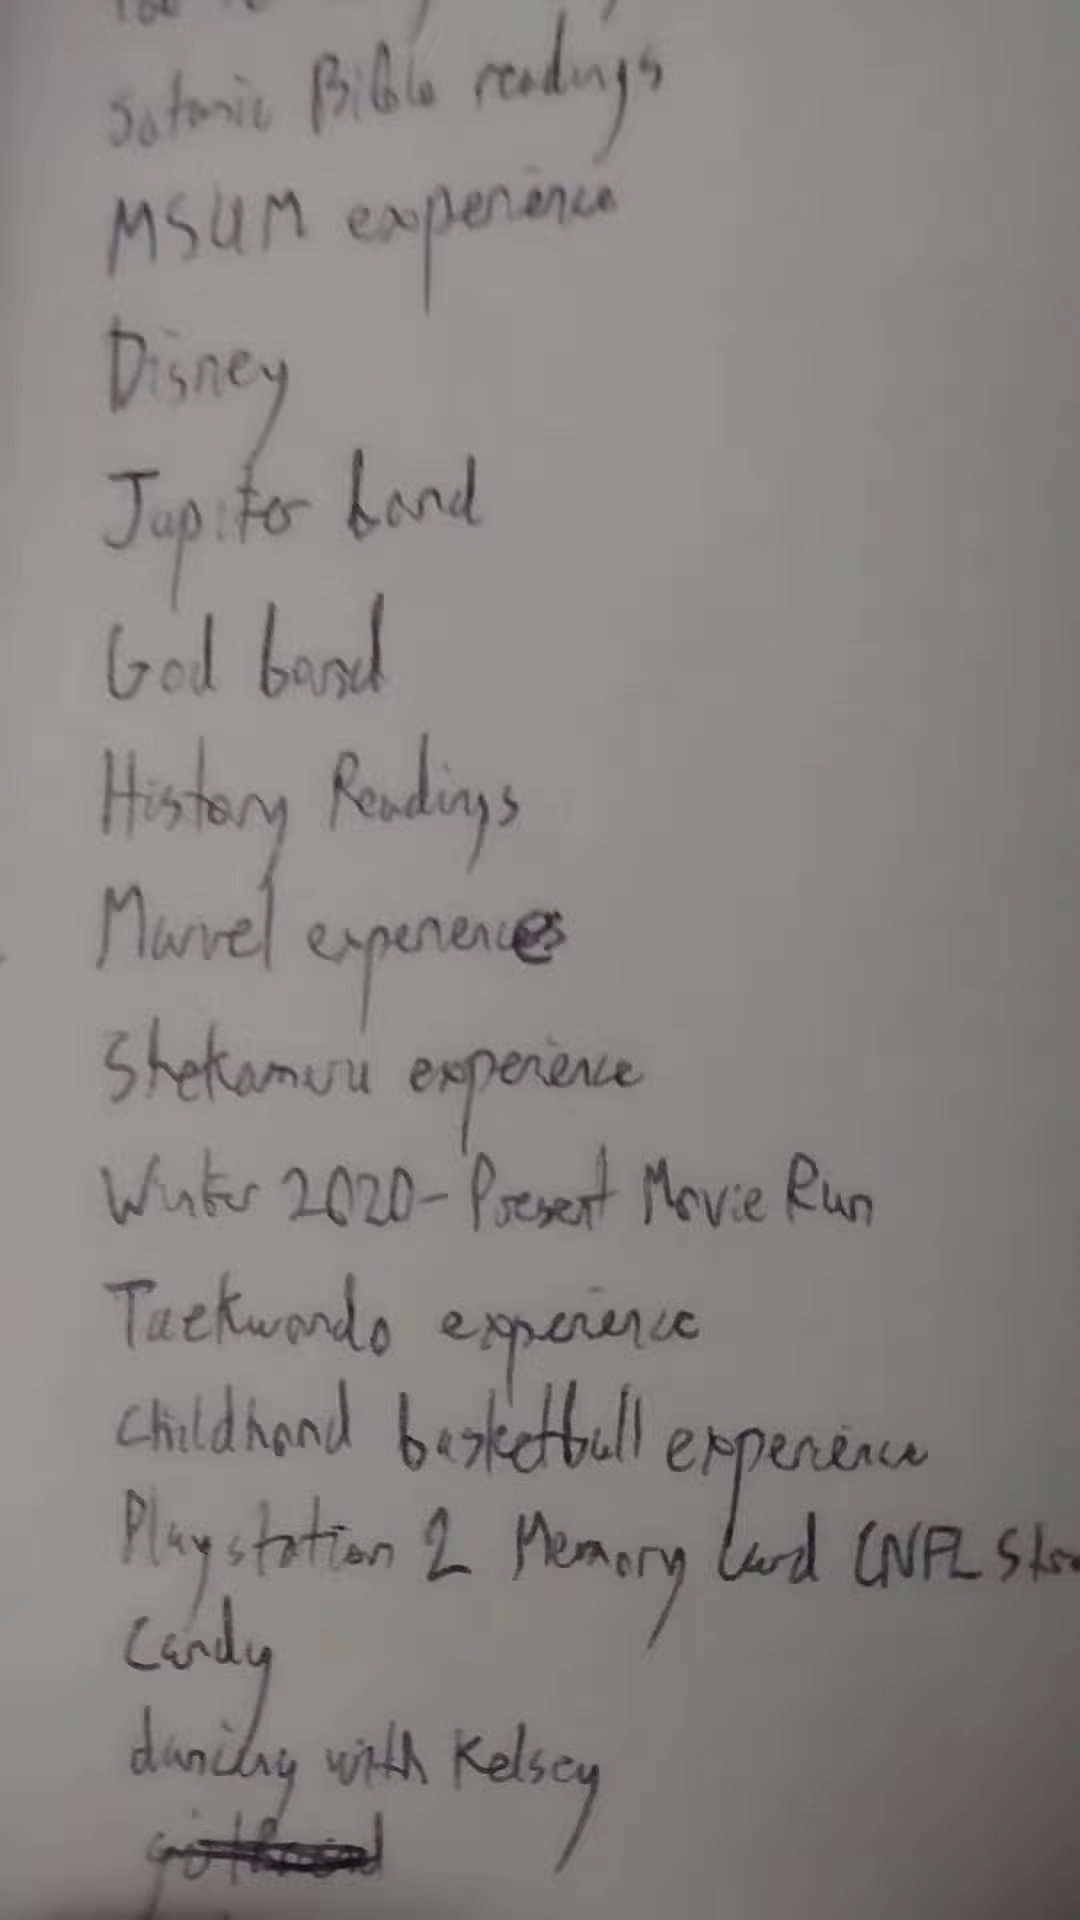 Satanic Bible readings
MSUM experience
Disney
Jupiter band
God band
History Readings
Marvel experiences
Shekamuru experience
Winter 2020-Present Movie Run
Taekwondo experience
Childhood basketball experience
Playstation 2 Memory Card (NFL
Candy
dancing with Kelsey